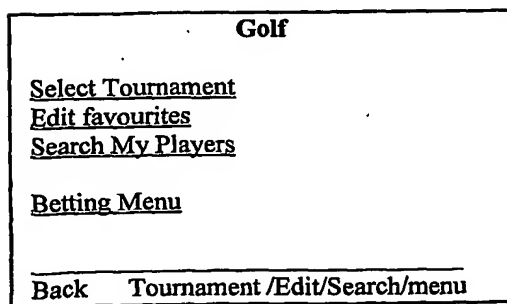 Golf
Select Tournament
Edit favourites
Search My Players
Betting Menu
Back Tournament /Edit/Search/menu